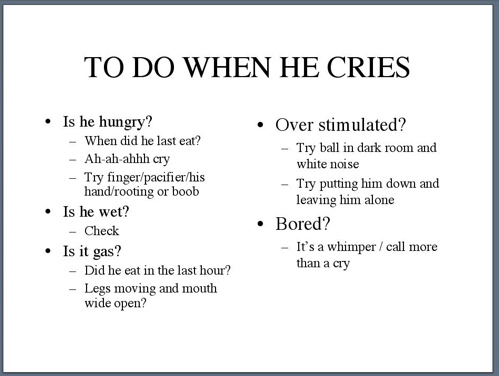 TO DO WHEN HE CRIES
• Is he hungry?
– When did he last eat?
– Ah-ah-ahhh cry
– Try finger/pacifier/his
hand/rooting or boob
• Is he wet?
– Check
• Is it gas?
– Did he eat in the last hour?
– Legs moving and mouth
wide open?
• Over stimulated?
– Try ball in dark room and
white noise
– Try putting him down and
leaving him alone
• Bored?
– It's a whimper / call more
than a cry